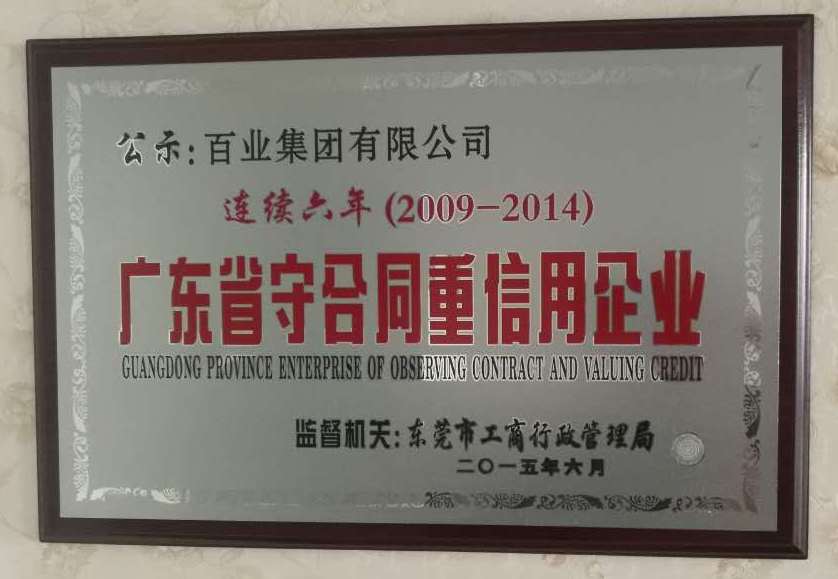 公示:百业集团有限公司
连续六年(2009-2014)
广东省守合同重信用企业
GUANGDONG PROVINCE ENTERPRISE OF OBSERVING CONTRACT AND VALUING CREDIT
监督机关:东莞市工商行政管理局
二〇一五年六月